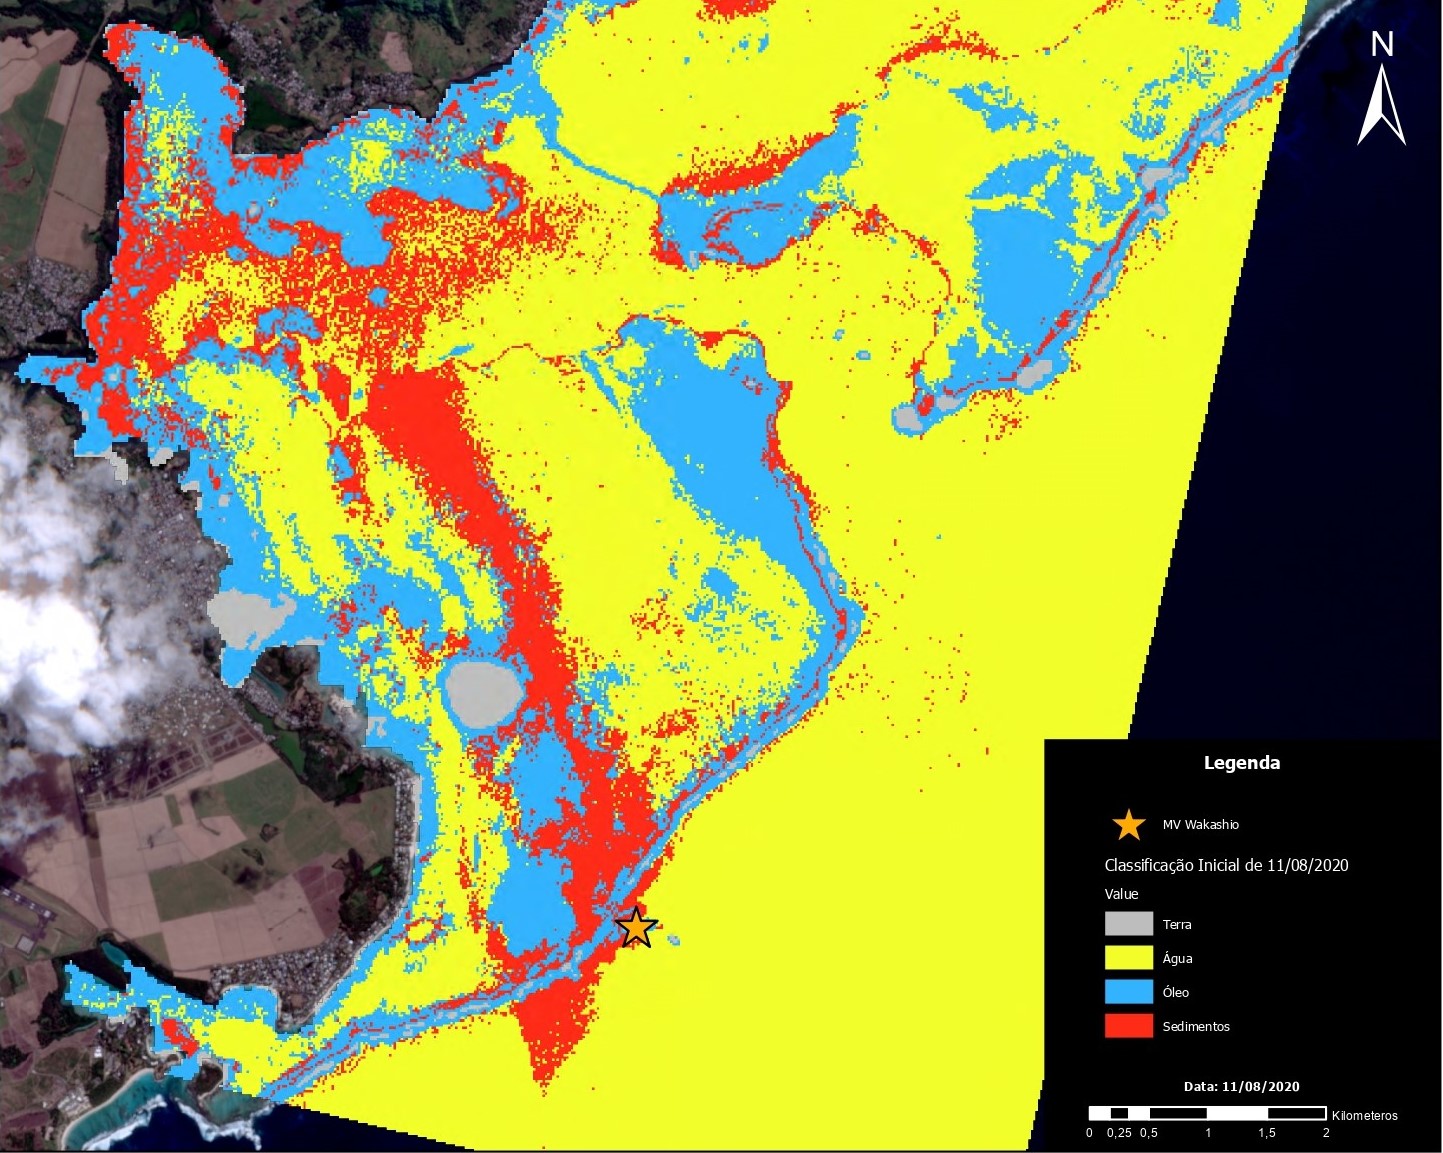 N
Legenda
MV Wakashio
Classificação Inicial de 11/08/2020
Value
Terra
Água
Óleo
Sedimentos
Data: 11/08/2020
Kilometeros
0 0,25 0,5 1 1,5 2